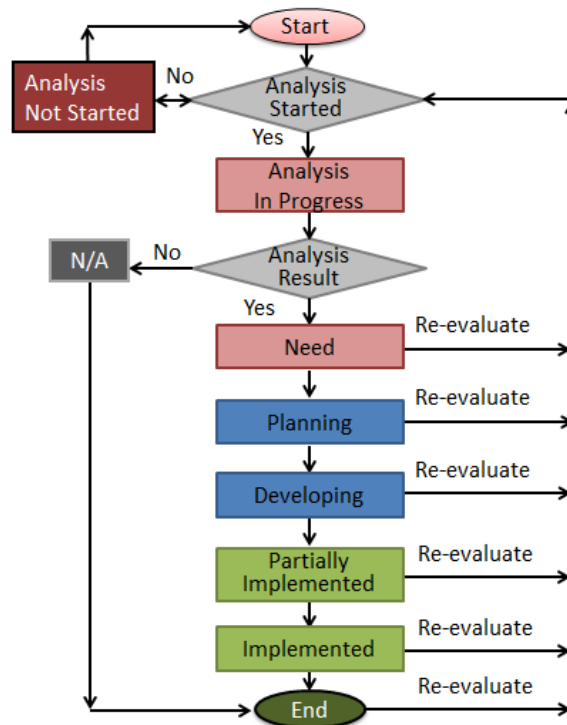 Start
Analysis
Not Started
No
Analysis
Started
Yes
Analysis
In Progress
N/A
No
Analysis
Result
Yes
Need
Re-evaluate
Planning
Re-evaluate
Developing
Re-evaluate
Partially
Implemented
Re-evaluate
Implemented
Re-evaluate
End
Re-evaluate